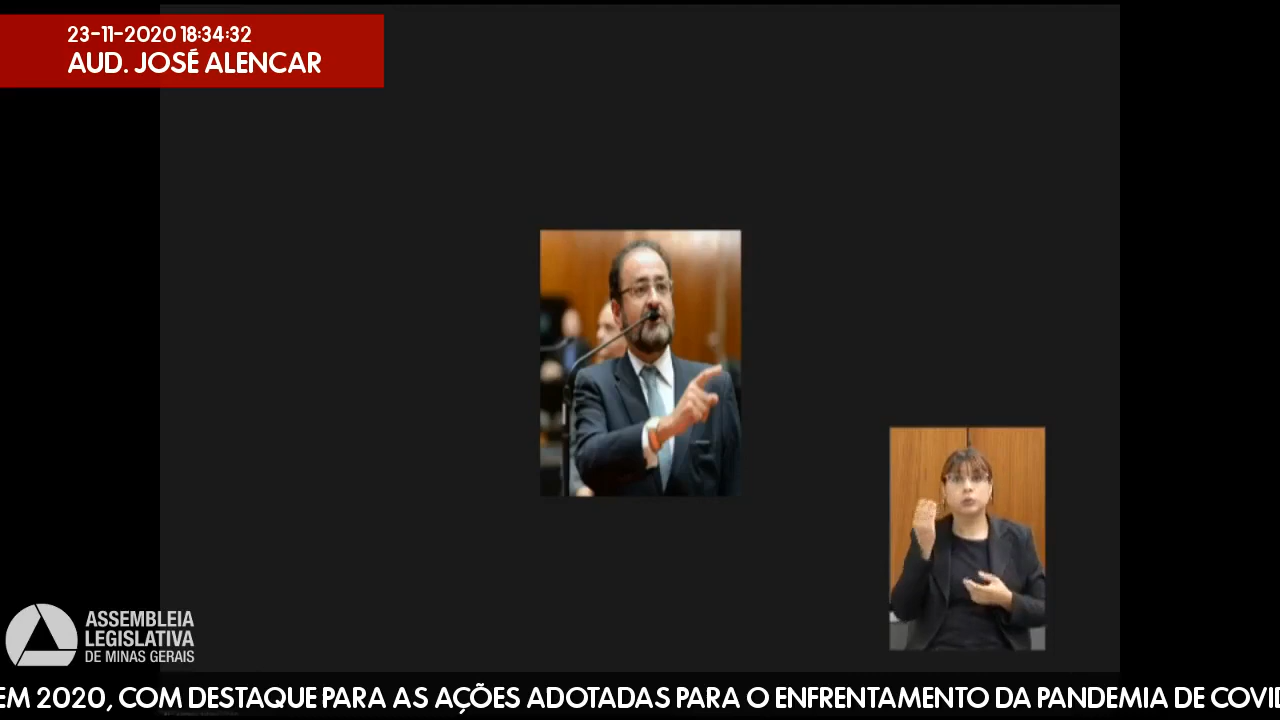 23-11-2020 18:34:32
AUD. JOSÉ ALENCAR
ASSEMBLEIA
LEGISLATIVA
DE MINAS GERAIS
EM 2020, COM DESTAQUE PARA AS AÇÕES ADOTADAS PARA O ENFRENTAMENTO DA PANDEMIA DE COVI